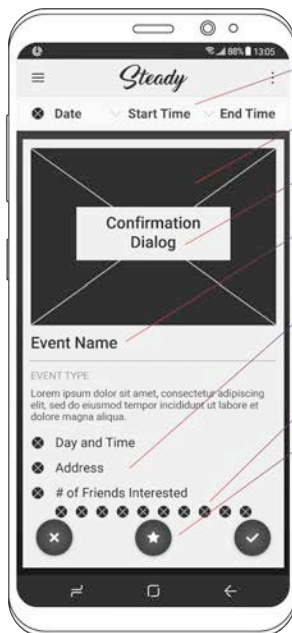 88% 13:05
Steady
Date Start Time End Time
Confirmation
Dialog
Event Name
EVENT TYPE
Lorem ipsum dolor sit amet, consectetur adipiscing
elit, sed do eiusmod tempor incididunt ut labore et
dolore magna aliqua.
Day and Time
Address
# of Friends Interested